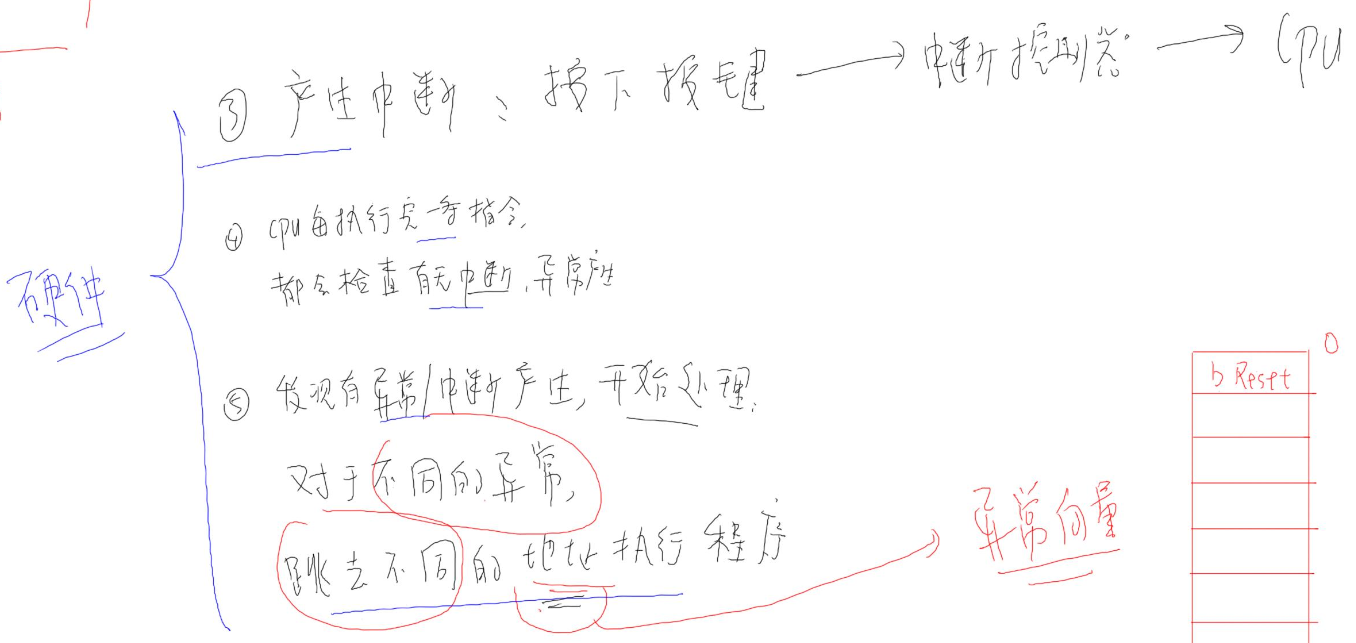 ③ 产生中断、按下按键 → 中断控制器 → CPU
④ CPU每执行完一条指令,
都会检查有无中断,异常产生
硬件
⑤ 发现有异常/中断产生,开始处理.
对于不同的异常,
跳去不同的地址执行程序
异常向量
0
b Reset